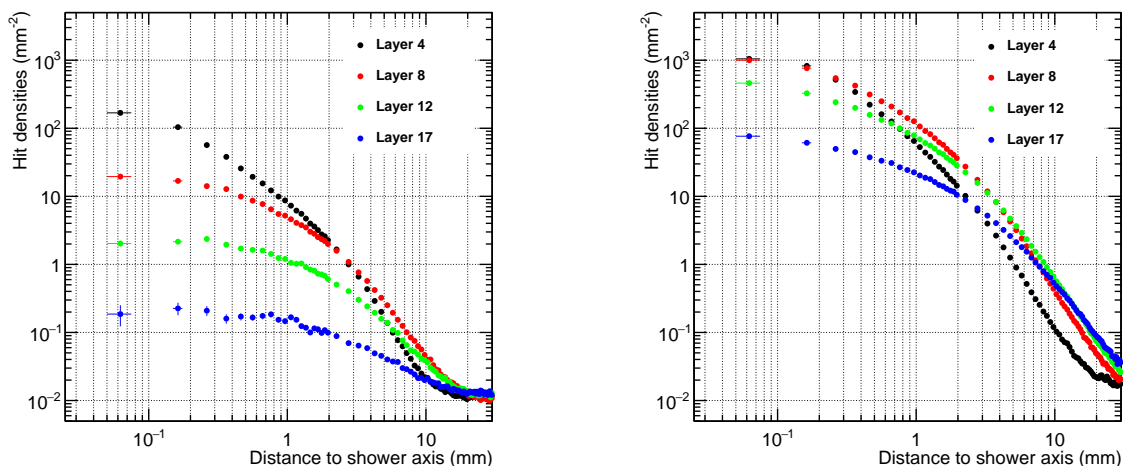 Hit densities (mm⁻²)
10³
10²
10
1
10⁻¹
10⁻²
Layer 4
Layer 8
Layer 12
Layer 17
10⁻¹ 1 10
Distance to shower axis (mm)
Hit densities (mm⁻²)
10³
10²
10
1
10⁻¹
10⁻²
Layer 4
Layer 8
Layer 12
Layer 17
10⁻¹ 1 10
Distance to shower axis (mm)